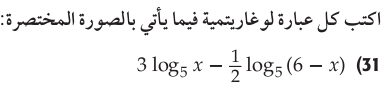 اكتب كل عبارة لوغاريتمية فيما يأتي بالصورة المختصرة:
31) 3 log₅ x − 1/2 log₅ (6 − x)